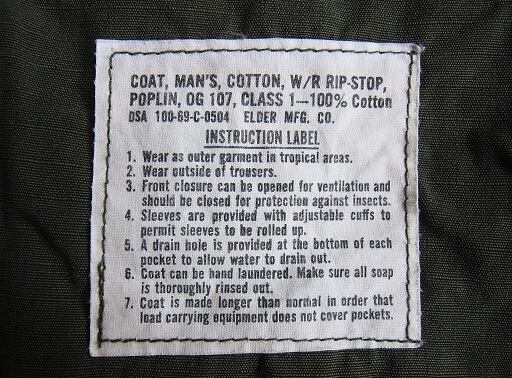 COAT, MAN'S, COTTON, W/R RIP-STOP,
POPLIN, OG 107, CLASS 1—100% Cotton
DSA 100-69-C-0504 ELDER MFG. CO.
INSTRUCTION LABEL
1. Wear as outer garment in tropical areas.
2. Wear outside of trousers.
3. Front closure can be opened for ventilation and
should be closed for protection against insects.
4. Sleeves are provided with adjustable cuffs to
permit sleeves to be rolled up.
5. A drain hole is provided at the bottom of each
pocket to allow water to drain out.
6. Coat can be hand laundered. Make sure all soap
is thoroughly rinsed out.
7. Coat is made longer than normal in order that
load carrying equipment does not cover pockets.